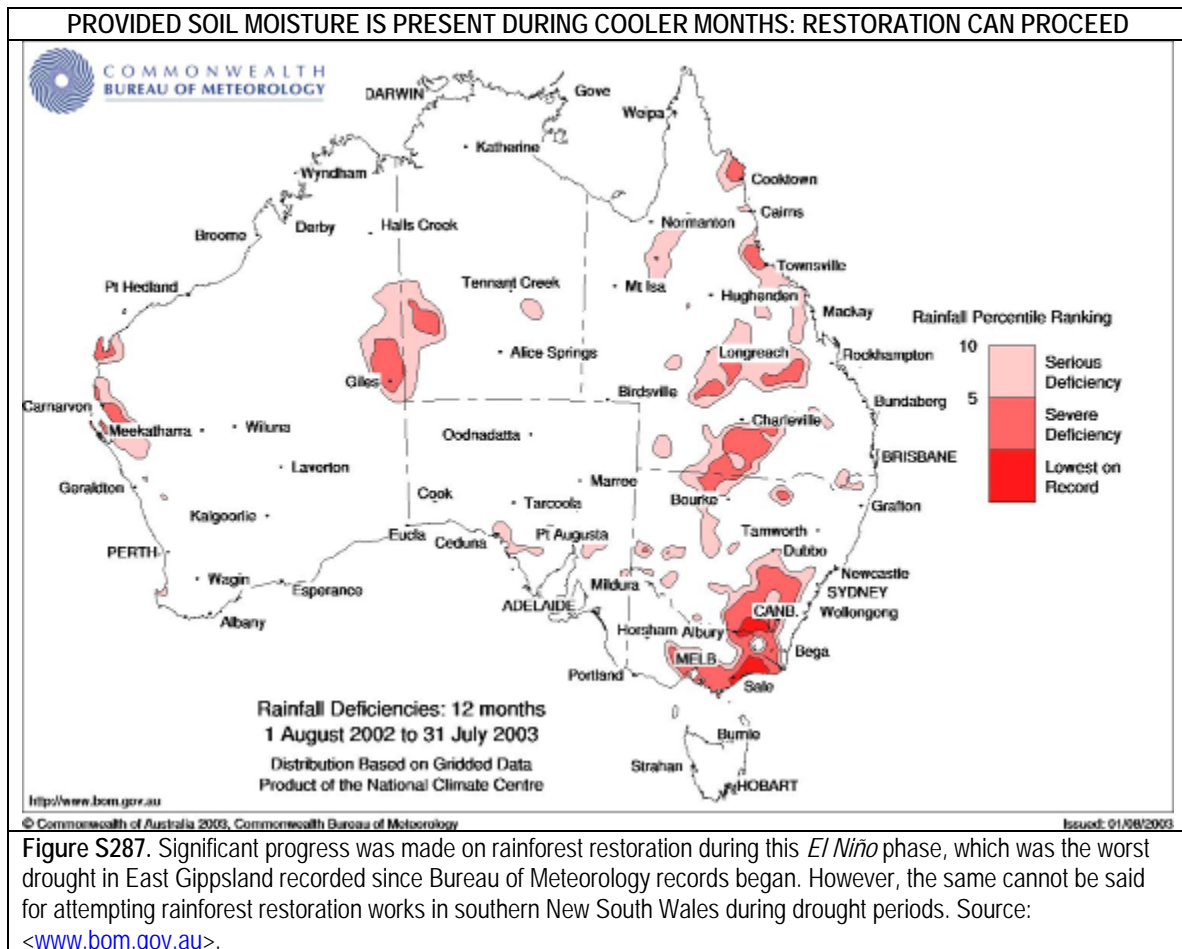 PROVIDED SOIL MOISTURE IS PRESENT DURING COOLER MONTHS: RESTORATION CAN PROCEED
COMMONWEALTH
BUREAU OF METEOROLOGY
DARWIN
Gove
Weipa
Katherine
Wyndham
Cooktown
Cairns
Normanton
Derby
Halls Creek
Broome
Townsville
Tennant Creek
Mt Isa
Hughenden
Pt Hedland
Mackay
Rainfall Percentile Ranking
10
Serious
Deficiency
5
Severe
Deficiency
Lowest on
Record
Alice Springs
Longreach
Rockhampton
Giles
Birdsville
Bundaberg
Carnarvon
Meekatharra
Wiluna
Charleville
Oodnadatta
BRISBANE
Laverton
Marree
Geraldton
Cook
Tarcoola
Bourke
Grafton
Kalgoorlie
Eucla
Ceduna
Pt Augusta
Tamworth
Dubbo
PERTH
Newcastle
Wagin
Esperance
Mildura
SYDNEY
ADELAIDE
CANB.
Wollongong
Albany
Horsham
Albury
Bega
MELB
Portland
Sale
Rainfall Deficiencies: 12 months
1 August 2002 to 31 July 2003
Distribution Based on Gridded Data
Product of the National Climate Centre
Burnie
Strahan
HOBART
http://www.bom.gov.au
© Commonwealth of Australia 2003, Commonwealth Bureau of Meteorology
Issued: 01/08/2003
Figure S287. Significant progress was made on rainforest restoration during this El Niño phase, which was the worst
drought in East Gippsland recorded since Bureau of Meteorology records began. However, the same cannot be said
for attempting rainforest restoration works in southern New South Wales during drought periods. Source:
<www.bom.gov.au>.